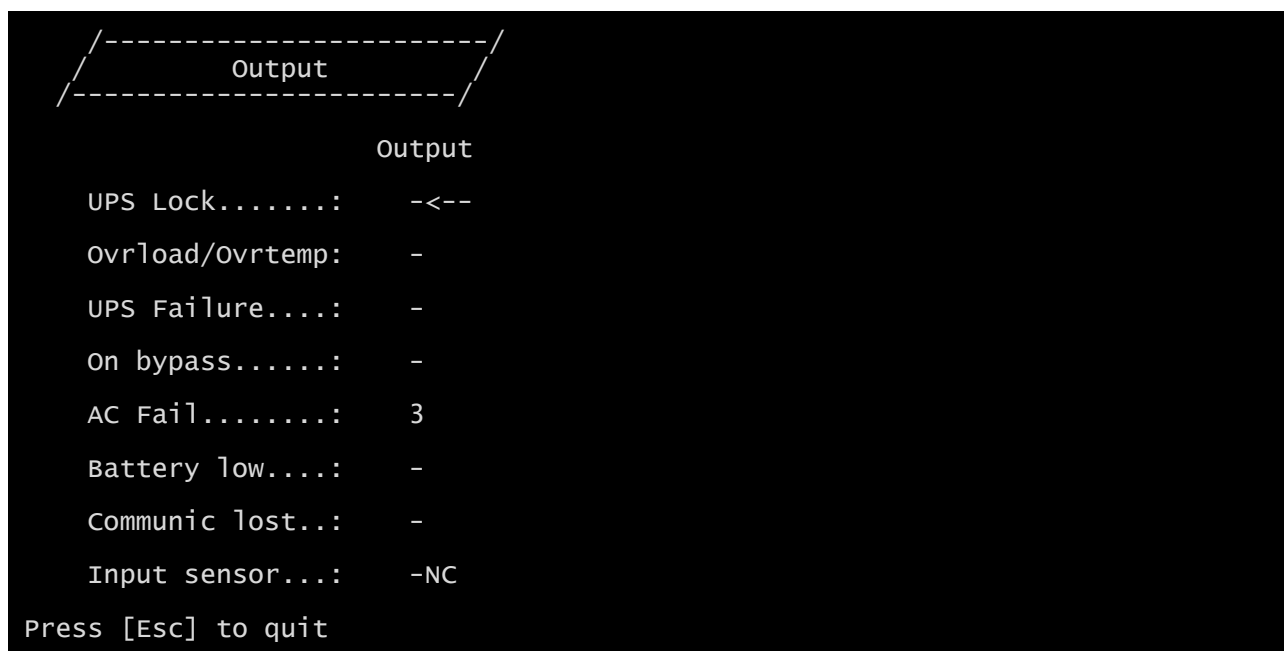 /------------------------/
/         Output         /
/------------------------/
Output
UPS Lock.......:    -<--
Ovrload/Ovrtemp:    -
UPS Failure....:    -
On bypass......:    -
AC Fail........:    3
Battery low....:    -
Communic lost..:    -
Input sensor...:    -NC
Press [Esc] to quit